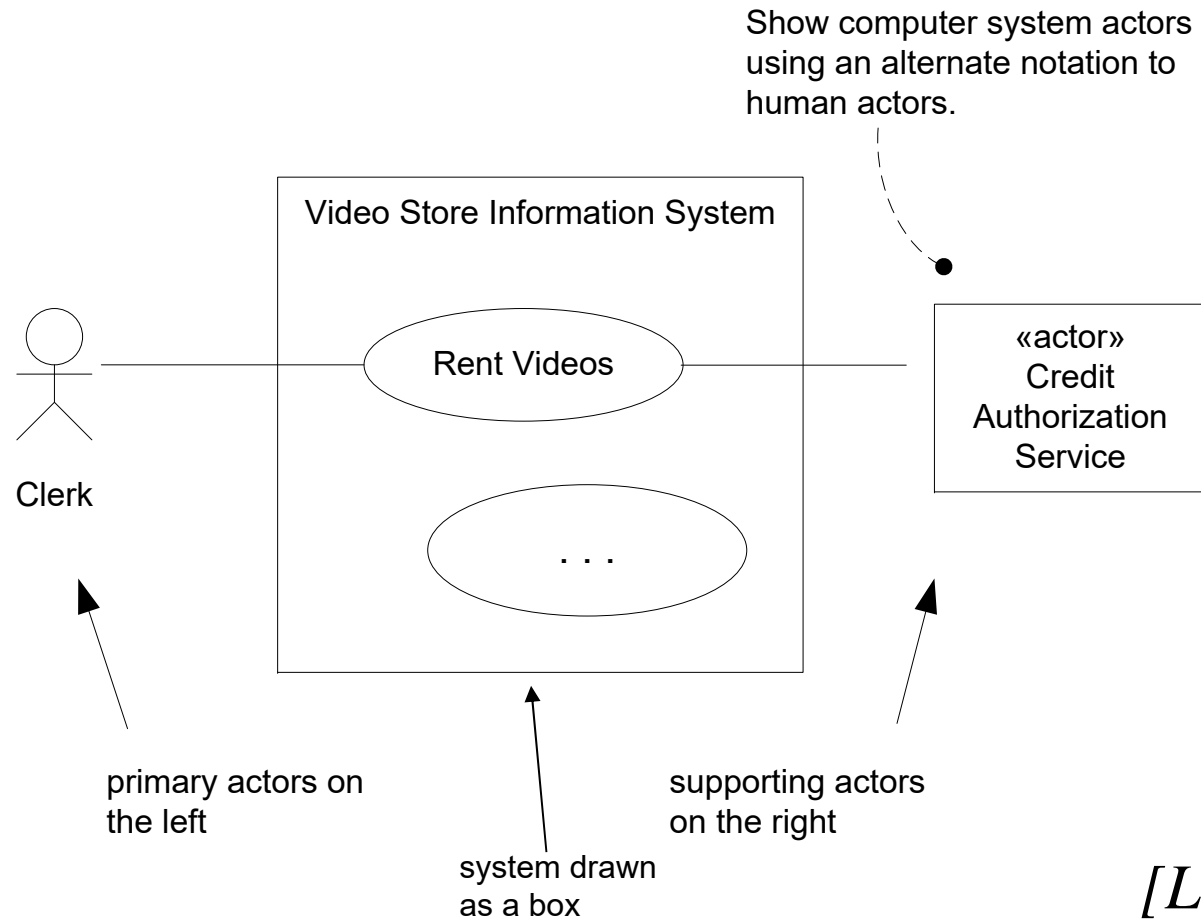 Show computer system actors
using an alternate notation to
human actors.
Video Store Information System
Rent Videos
«actor»
Credit
Authorization
Service
Clerk
. . .
primary actors on
the left
supporting actors
on the right
system drawn
as a box
[L